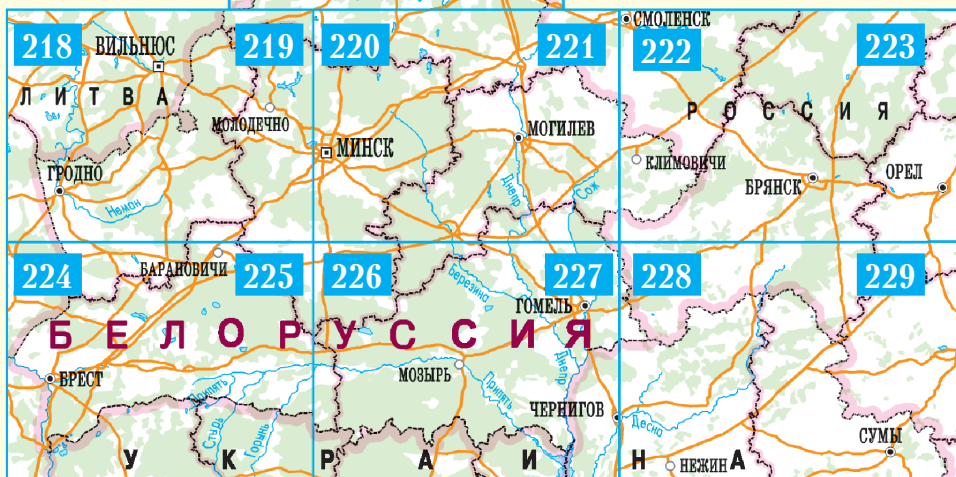 СМОЛЕНСК
218 ВИЛЬНЮС 219 220 221 222 223
ЛИТВА
МОЛОДЕЧНО
РОССИЯ
МОГИЛЕВ
МИНСК
КЛИМОВИЧИ
ГРОДНО
Неман
Днепр
Сож
БРЯНСК
ОРЕЛ
БАРАНОВИЧИ
224 225 226 227 228 229
Березина
ГОМЕЛЬ
БЕЛОРУССИЯ
БРЕСТ
МОЗЫРЬ
Днепр
Припять
Припять
ЧЕРНИГОВ
Стырь
Горынь
Десна
СУМЫ
УКРАИНА
НЕЖИН